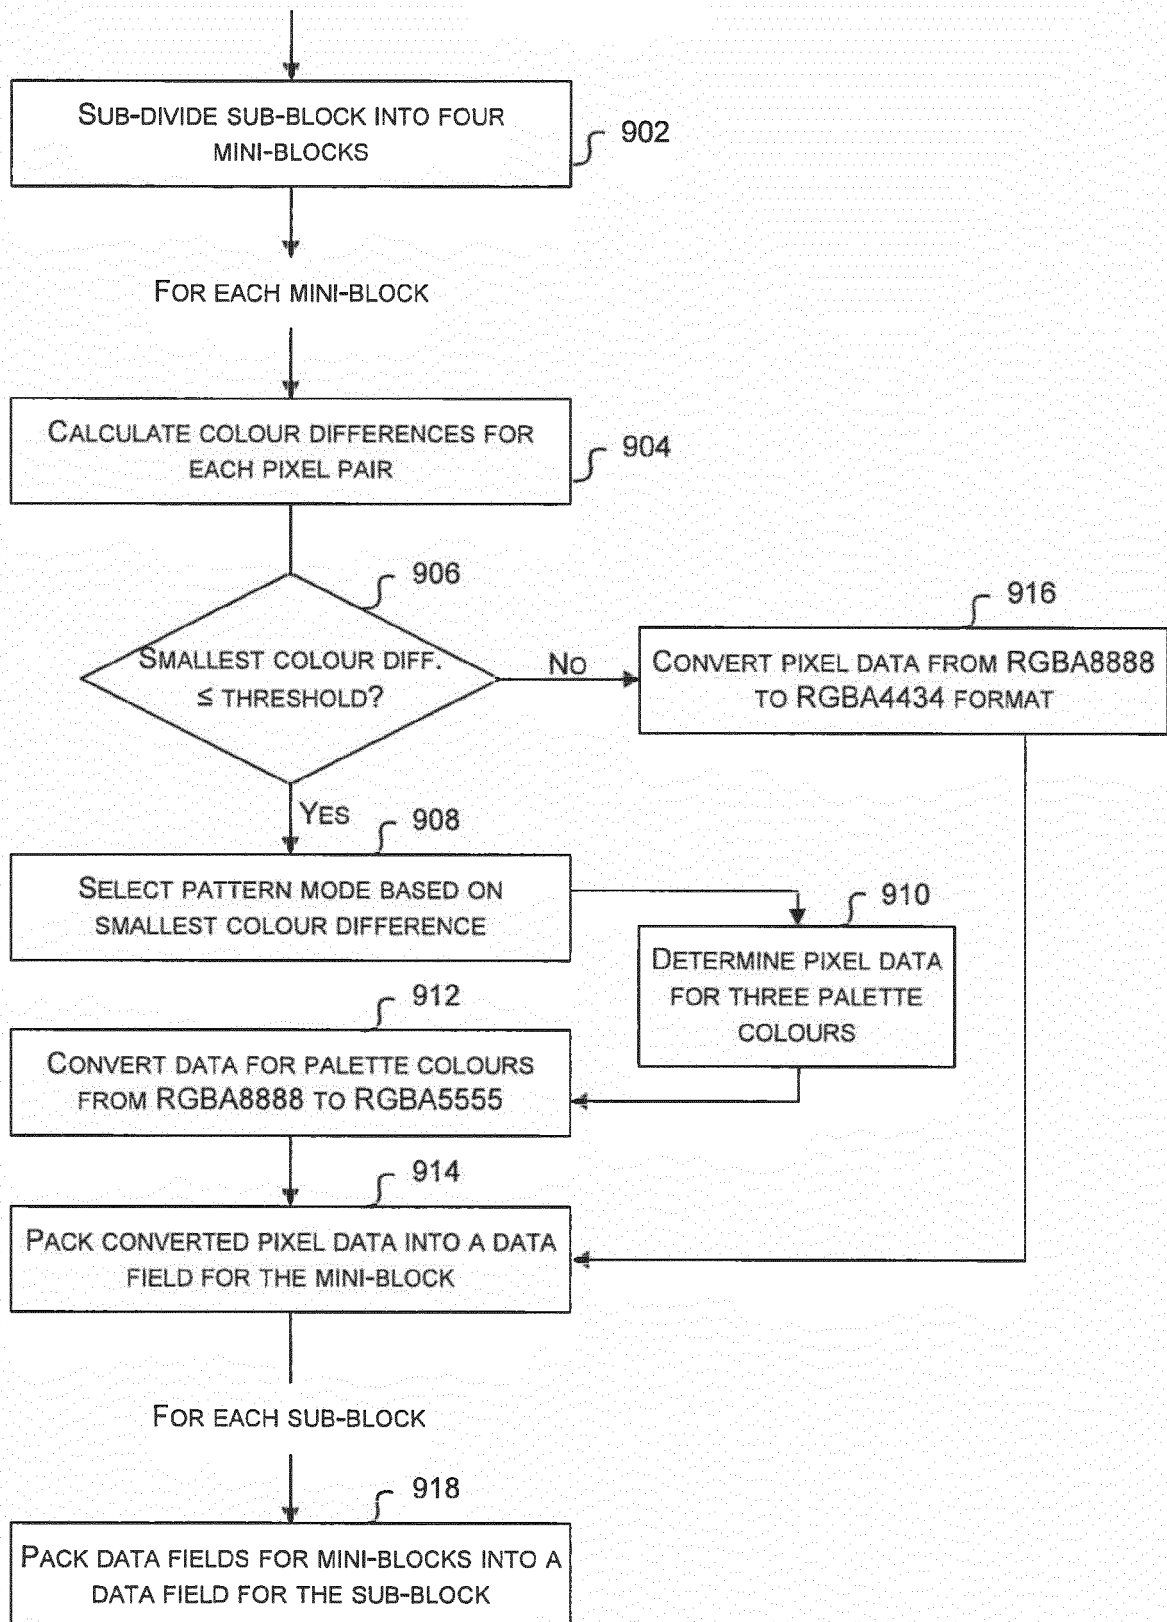 SUB-DIVIDE SUB-BLOCK INTO FOUR
MINI-BLOCKS
902
FOR EACH MINI-BLOCK
CALCULATE COLOUR DIFFERENCES FOR
EACH PIXEL PAIR
904
906
SMALLEST COLOUR DIFF.
≤ THRESHOLD?
NO
916
CONVERT PIXEL DATA FROM RGBA8888
TO RGBA4434 FORMAT
YES
908
SELECT PATTERN MODE BASED ON
SMALLEST COLOUR DIFFERENCE
910
DETERMINE PIXEL DATA
FOR THREE PALETTE
COLOURS
912
CONVERT DATA FOR PALETTE COLOURS
FROM RGBA8888 TO RGBA5555
914
PACK CONVERTED PIXEL DATA INTO A DATA
FIELD FOR THE MINI-BLOCK
FOR EACH SUB-BLOCK
918
PACK DATA FIELDS FOR MINI-BLOCKS INTO A
DATA FIELD FOR THE SUB-BLOCK